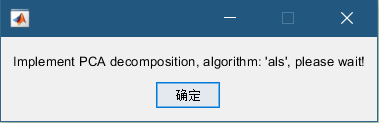 Implement PCA decomposition, algorithm: 'als', please wait!
确定